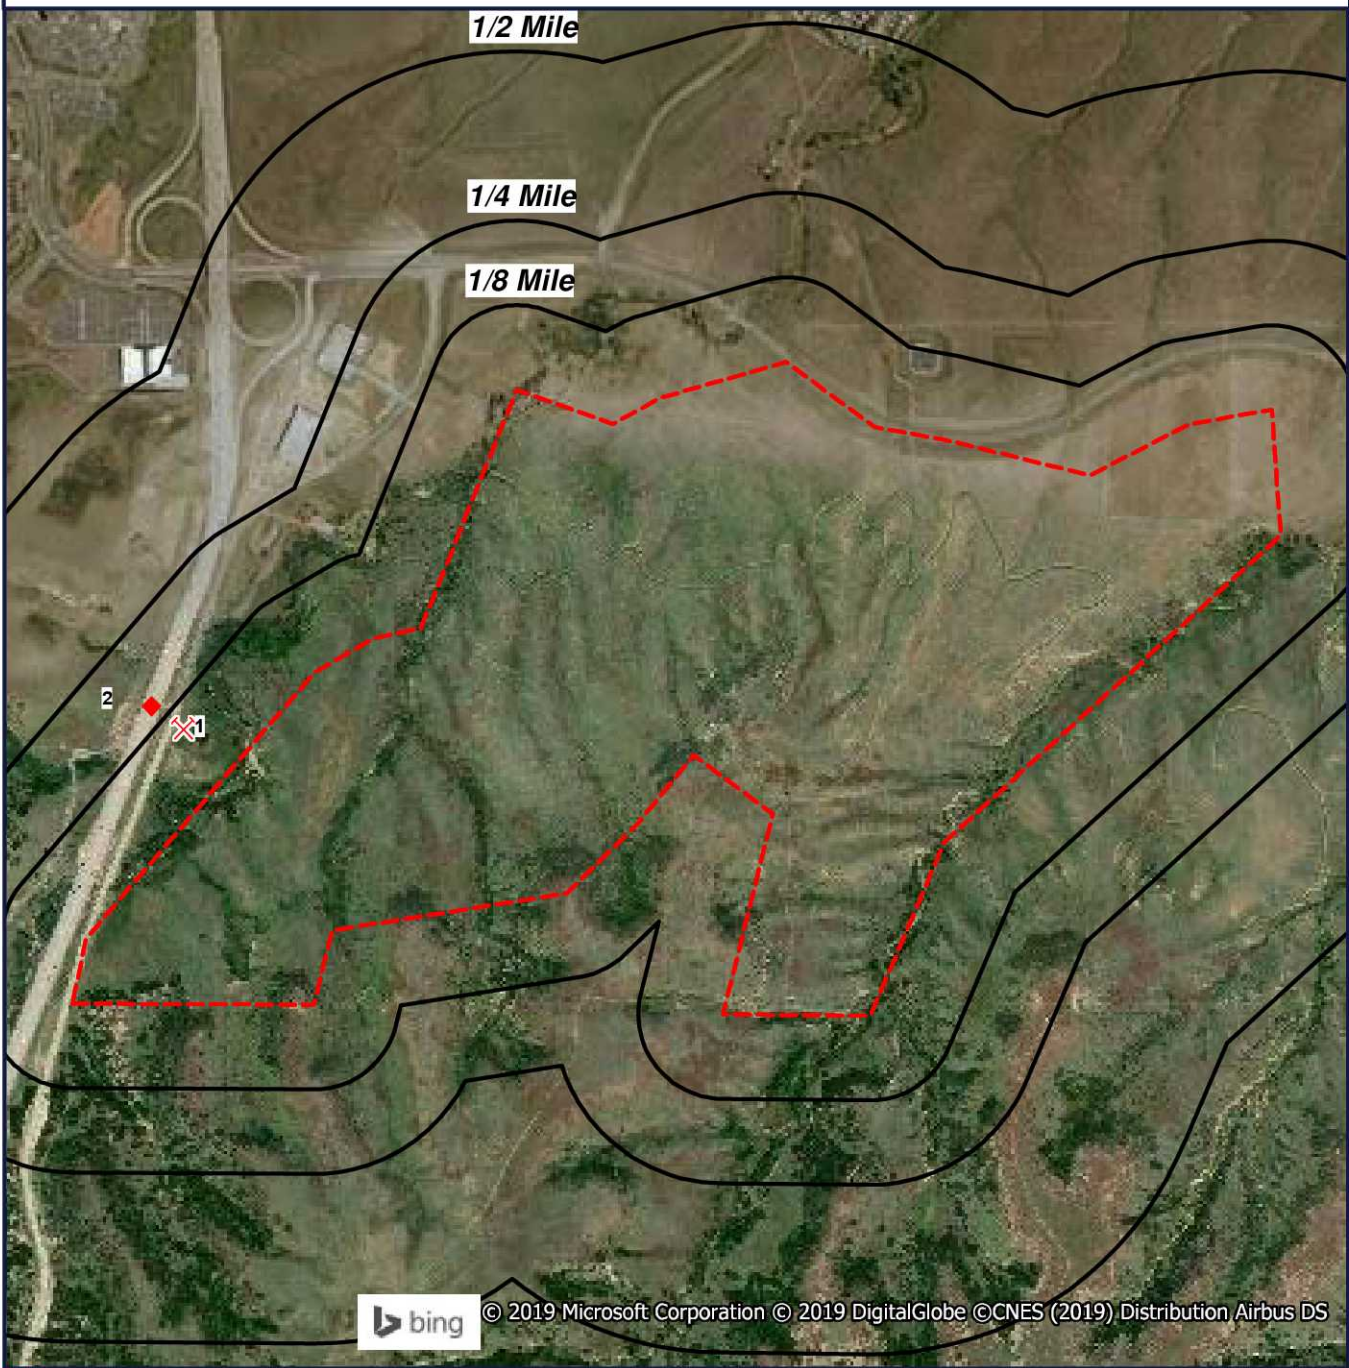 1/2 Mile
1/4 Mile
1/8 Mile
2
1
bing
© 2019 Microsoft Corporation © 2019 DigitalGlobe ©CNES (2019) Distribution Airbus DS